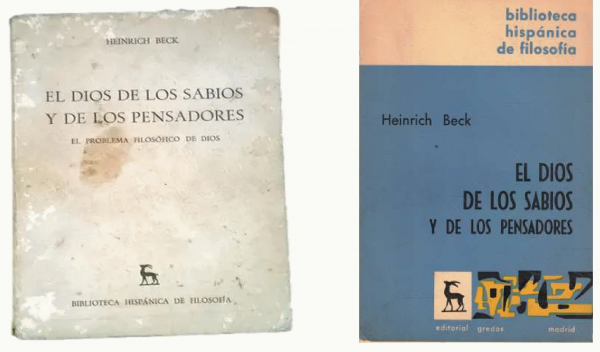 HEINRICH BECK
EL DIOS DE LOS SABIOS
Y DE LOS PENSADORES
EL PROBLEMA FILOSÓFICO DE DIOS
BIBLIOTECA HISPÁNICA DE FILOSOFÍA
biblioteca
hispánica
de filosofía
Heinrich Beck
EL DIOS
DE LOS SABIOS
Y DE LOS PENSADORES
editorial gredos madrid